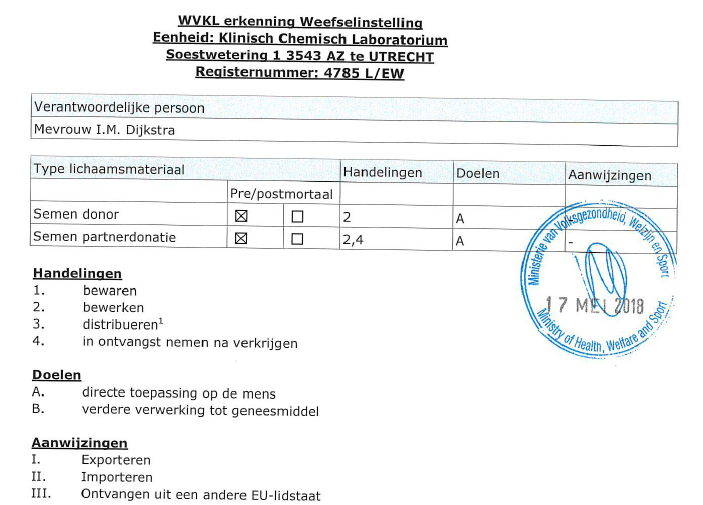 WVKL erkenning Weefselinstelling
Eenheid: Klinisch Chemisch Laboratorium
Soestwetering 1 3543 AZ te UTRECHT
Registernummer: 4785 L/EW
Verantwoordelijke persoon
Mevrouw I.M. Dijkstra
Type lichaamsmateriaal Handelingen Doelen Aanwijzingen
Pre/postmortaal
Semen donor ☒ ☐ 2 A -
Semen partnerdonatie ☒ ☐ 2,4 A -
Ministerie van Volksgezondheid, Welzijn en Sport
17 MEI 2018
Ministry of Health, Welfare and Sport
Handelingen
1. bewaren
2. bewerken
3. distribueren¹
4. in ontvangst nemen na verkrijgen
Doelen
A. directe toepassing op de mens
B. verdere verwerking tot geneesmiddel
Aanwijzingen
I. Exporteren
II. Importeren
III. Ontvangen uit een andere EU-lidstaat